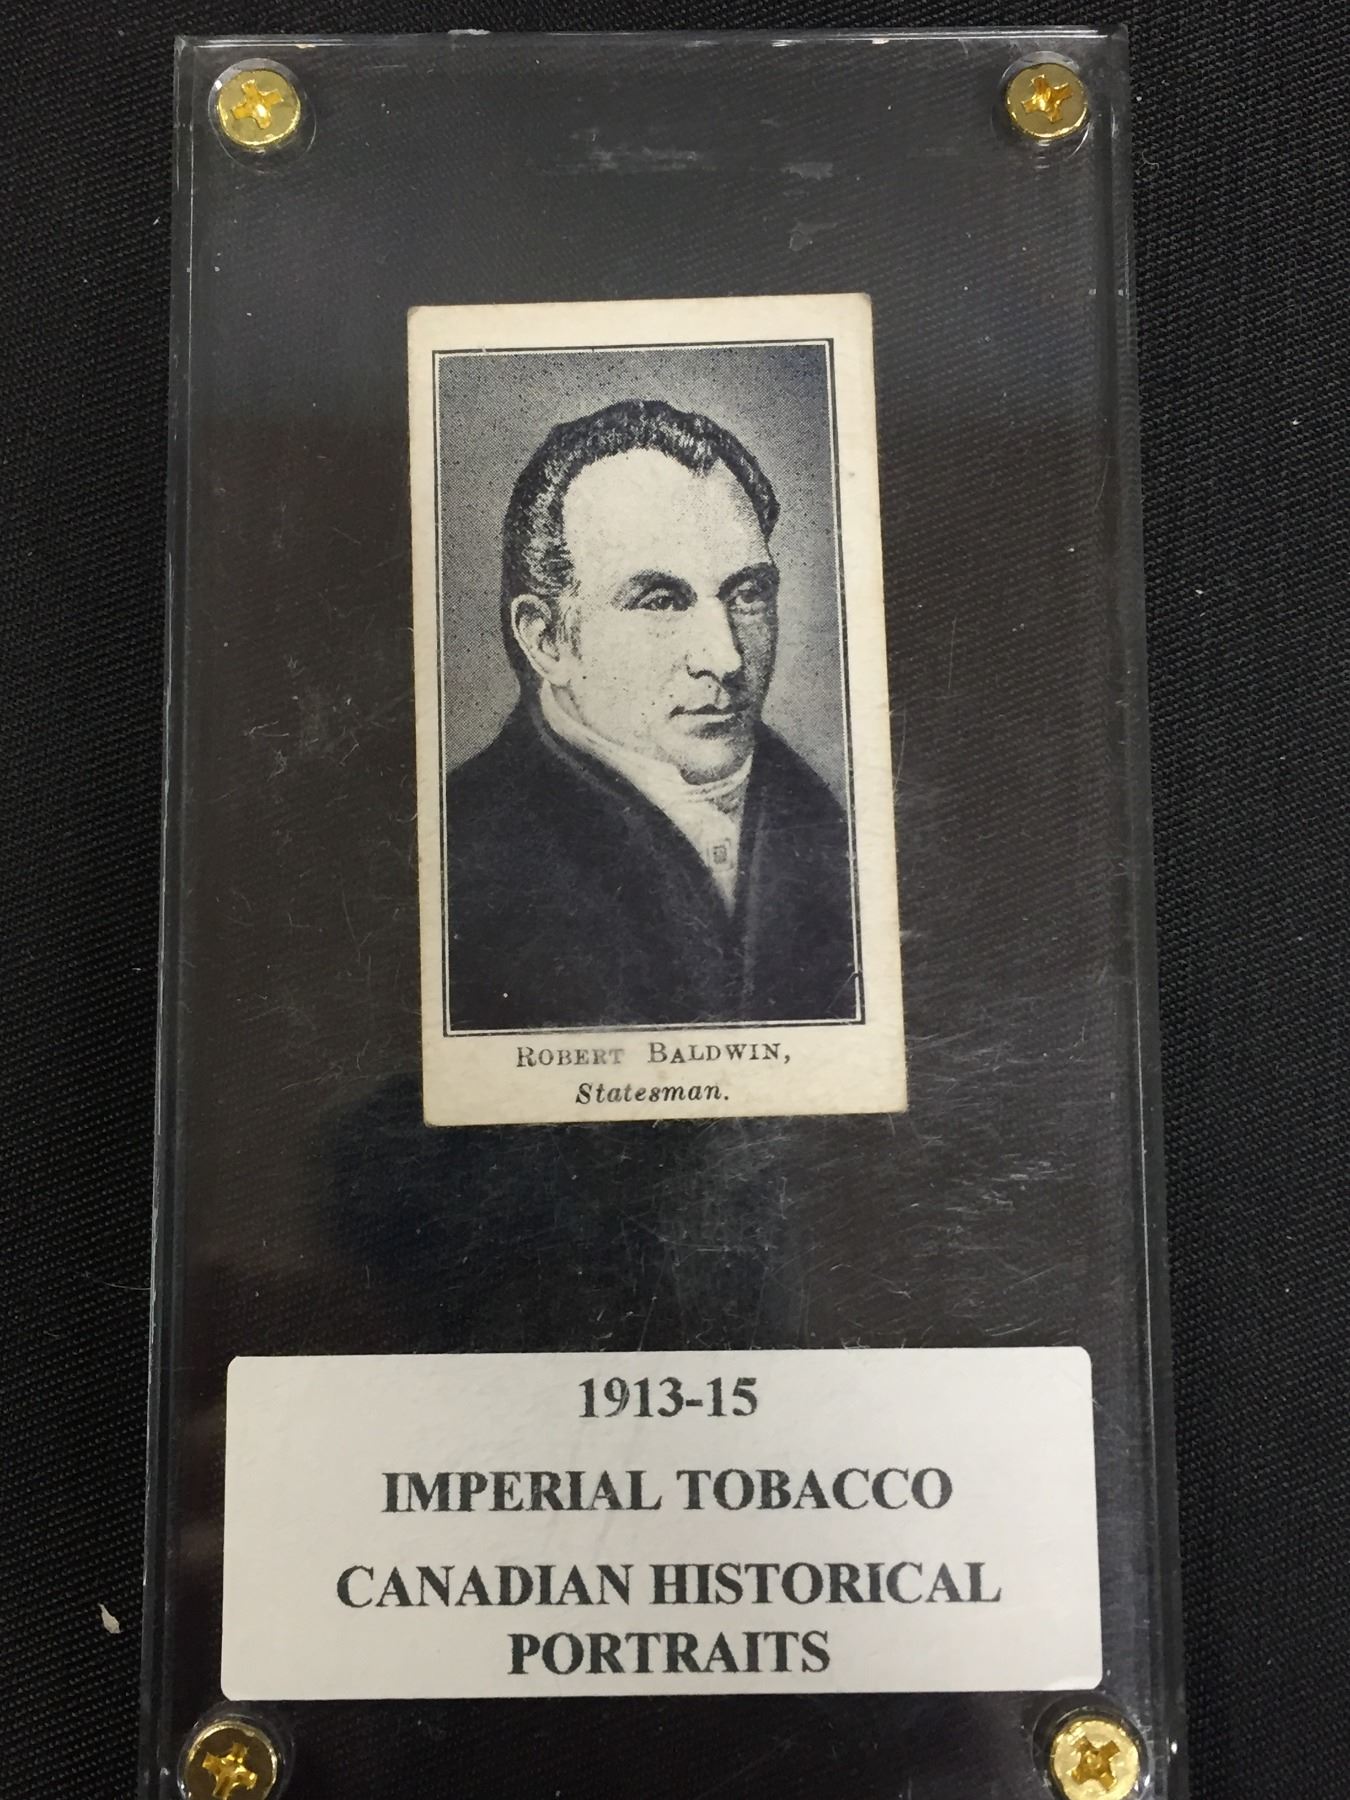 ROBERT BALDWIN,
Statesman.
1913-15
IMPERIAL TOBACCO
CANADIAN HISTORICAL
PORTRAITS